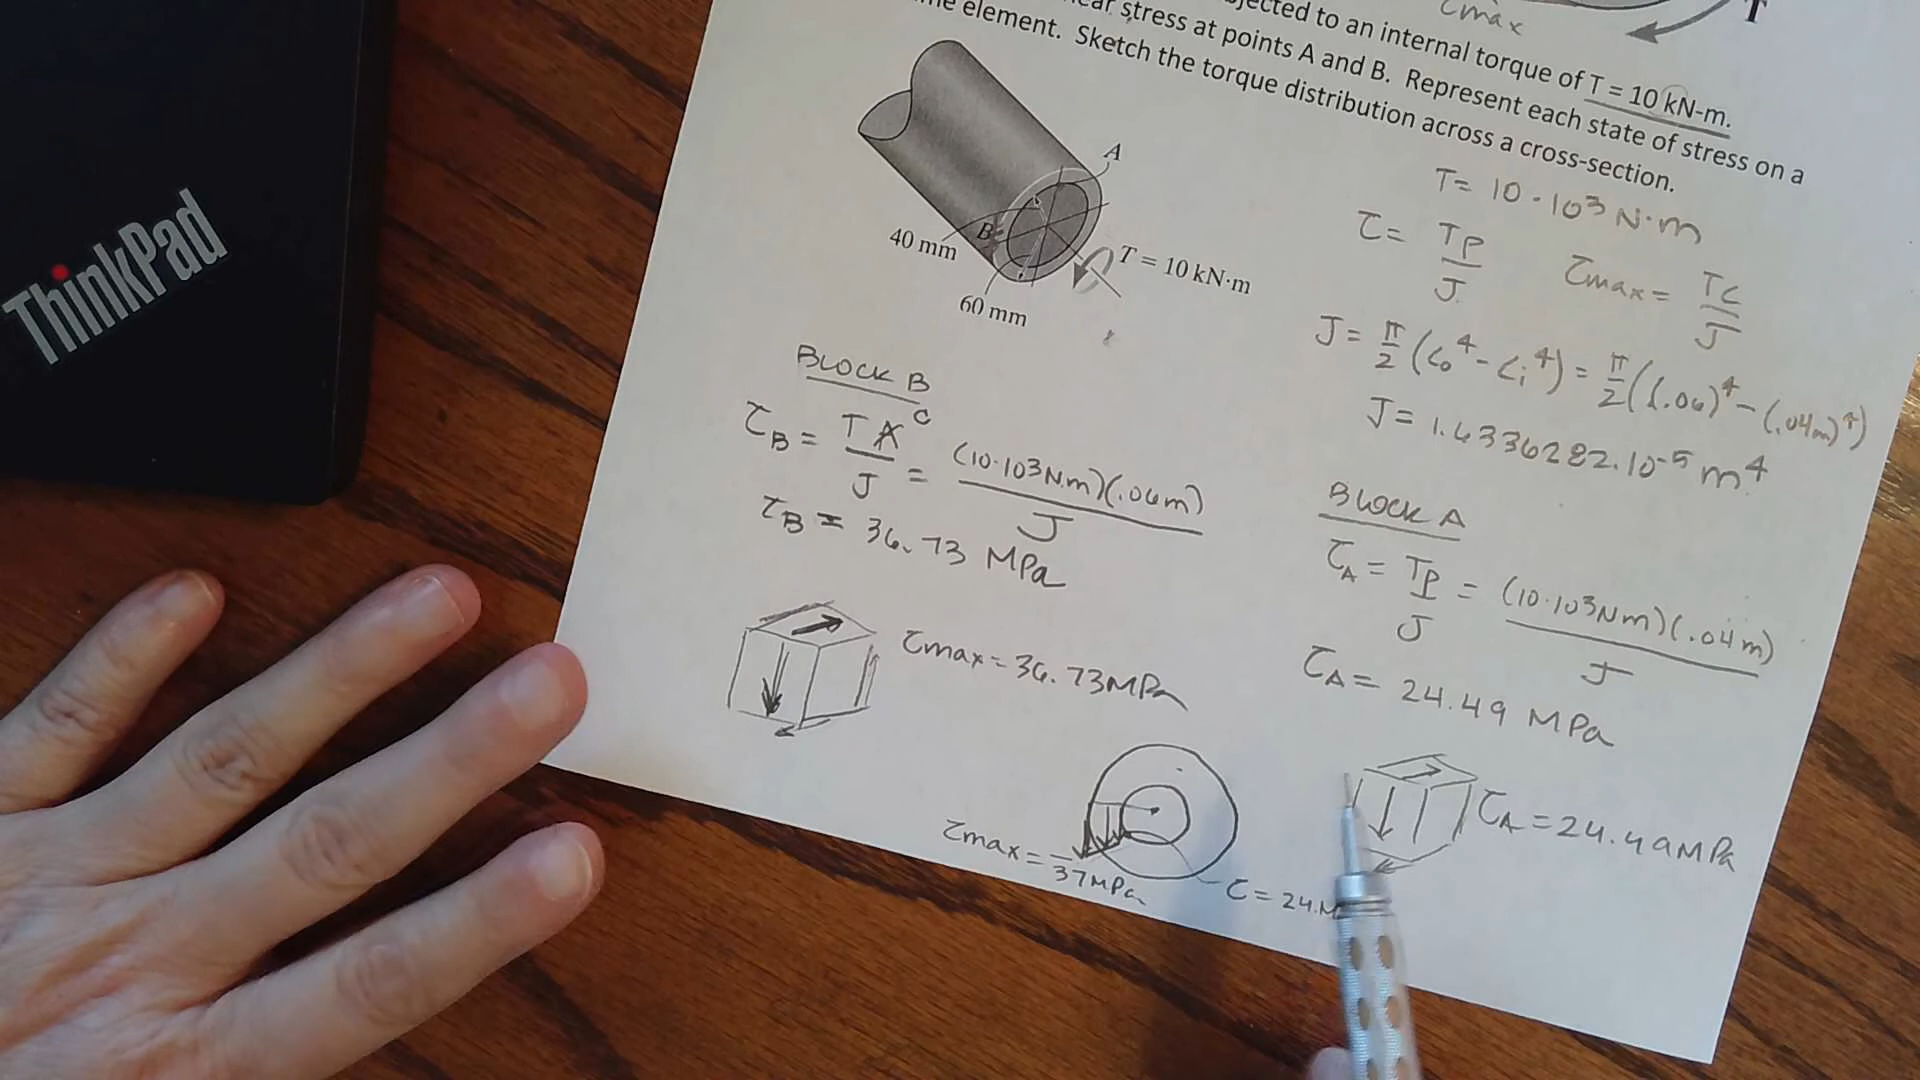 τmax
T
jected to an internal torque of T = 10 kN-m.
stress at points A and B. Represent each state of stress on a
element. Sketch the torque distribution across a cross-section.
A
B
40 mm
60 mm
T = 10 kN·m
T = 10·10³ N·m
τ = Tρ/J τmax = Tc/J
J = π/2 (co⁴ - ci⁴) = π/2 ((.06)⁴ - (.04m)⁴)
J = 1.6336282·10⁻⁵ m⁴
BLOCK B
τB = Tc/J = (10·10³Nm)(.06m)/J
τB = 36.73 MPa
τmax = 36.73MPa
BLOCK A
τA = Tρ/J = (10·10³Nm)(.04m)/J
τA = 24.49 MPa
τA = 24.49MPa
τmax = 37MPa
τ = 24.M
ThinkPad